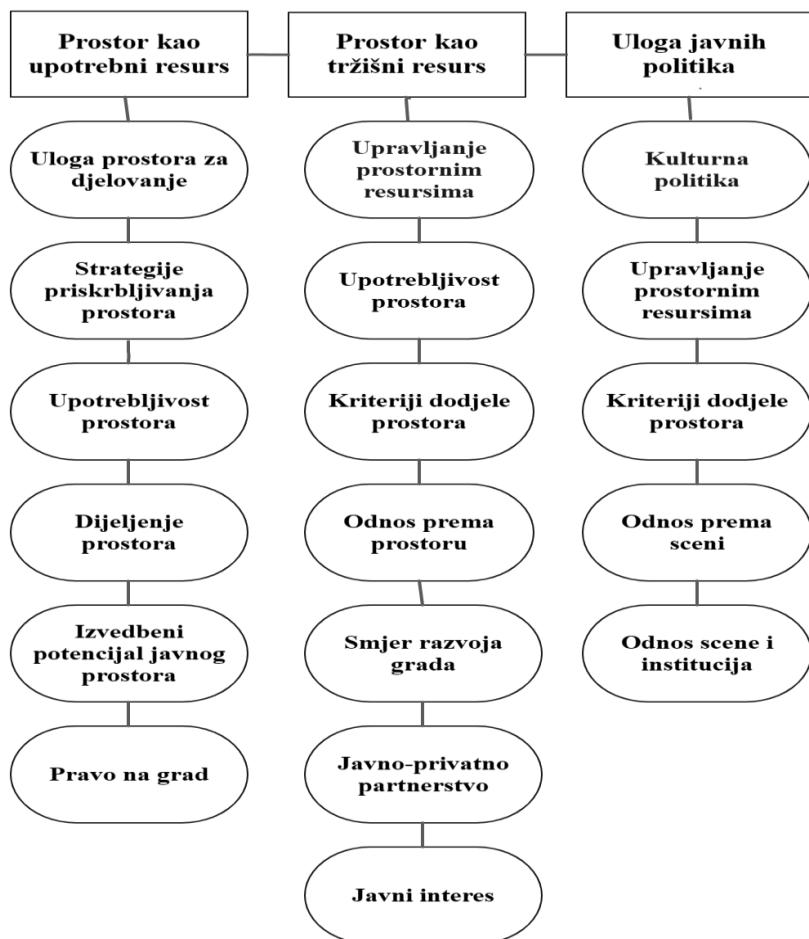 Prostor kao
upotrebni resurs
Prostor kao
tržišni resurs
Uloga javnih
politika
Uloga prostora za
djelovanje
Strategije
priskrbljivanja
prostora
Upotrebljivost
prostora
Dijeljenje
prostora
Izvedbeni
potencijal javnog
prostora
Pravo na grad
Upravljanje
prostornim
resursima
Upotrebljivost
prostora
Kriteriji dodjele
prostora
Odnos prema
prostoru
Smjer razvoja
grada
Javno-privatno
partnerstvo
Javni interes
Kulturna
politika
Upravljanje
prostornim
resursima
Kriteriji dodjele
prostora
Odnos prema
sceni
Odnos scene i
institucija